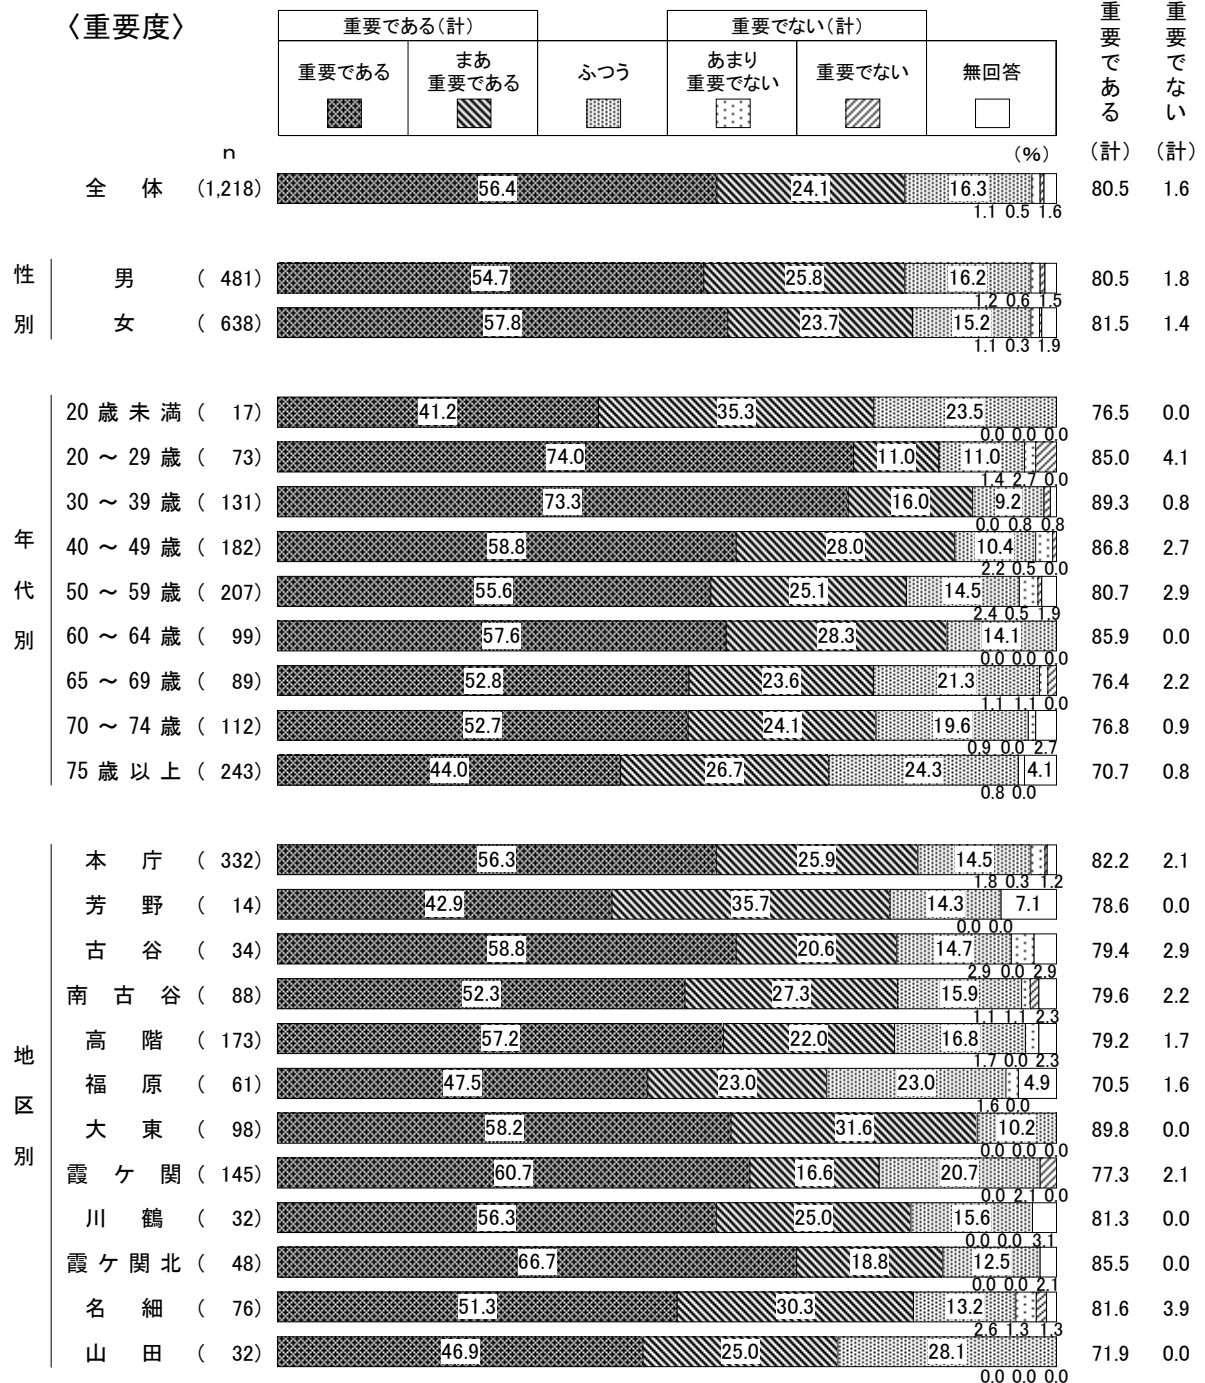 〈重要度〉
重要である(計) 重要でない(計)
重要である まあ重要である ふつう あまり重要でない 重要でない 無回答
重要である(計) 重要でない(計)
n (%)
全体 (1,218) 56.4 24.1 16.3 80.5 1.6
1.1 0.5 1.6
性別
男 ( 481) 54.7 25.8 16.2 80.5 1.8
1.2 0.6 1.5
女 ( 638) 57.8 23.7 15.2 81.5 1.4
1.1 0.3 1.9
年代別
20歳未満 ( 17) 41.2 35.3 23.5 76.5 0.0
0.0 0.0 0.0
20～29歳 ( 73) 74.0 11.0 11.0 85.0 4.1
1.4 2.7 0.0
30～39歳 ( 131) 73.3 16.0 9.2 89.3 0.8
0.0 0.8 0.8
40～49歳 ( 182) 58.8 28.0 10.4 86.8 2.7
2.2 0.5 0.0
50～59歳 ( 207) 55.6 25.1 14.5 80.7 2.9
2.4 0.5 1.9
60～64歳 ( 99) 57.6 28.3 14.1 85.9 0.0
0.0 0.0 0.0
65～69歳 ( 89) 52.8 23.6 21.3 76.4 2.2
1.1 1.1 0.0
70～74歳 ( 112) 52.7 24.1 19.6 76.8 0.9
0.9 0.0 2.7
75歳以上 ( 243) 44.0 26.7 24.3 4.1 70.7 0.8
0.8 0.0
地区別
本庁 ( 332) 56.3 25.9 14.5 82.2 2.1
1.8 0.3 1.2
芳野 ( 14) 42.9 35.7 14.3 7.1 78.6 0.0
0.0 0.0
古谷 ( 34) 58.8 20.6 14.7 79.4 2.9
2.9 0.0 2.9
南古谷 ( 88) 52.3 27.3 15.9 79.6 2.2
1.1 1.1 2.3
高階 ( 173) 57.2 22.0 16.8 79.2 1.7
1.7 0.0 2.3
福原 ( 61) 47.5 23.0 23.0 4.9 70.5 1.6
1.6 0.0
大東 ( 98) 58.2 31.6 10.2 89.8 0.0
0.0 0.0 0.0
霞ケ関 ( 145) 60.7 16.6 20.7 77.3 2.1
0.0 2.1 0.0
川鶴 ( 32) 56.3 25.0 15.6 81.3 0.0
0.0 0.0 3.1
霞ケ関北 ( 48) 66.7 18.8 12.5 85.5 0.0
0.0 0.0 2.1
名細 ( 76) 51.3 30.3 13.2 81.6 3.9
2.6 1.3 1.3
山田 ( 32) 46.9 25.0 28.1 71.9 0.0
0.0 0.0 0.0